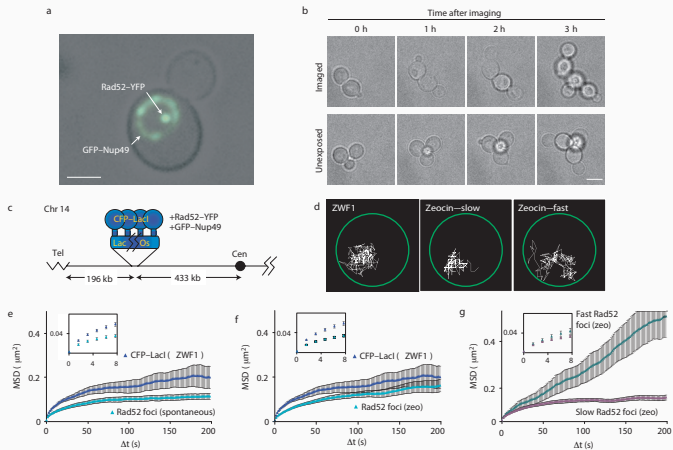 a
Rad52–YFP
GFP–Nup49
b
Time after imaging
0 h
1 h
2 h
3 h
Imaged
Unexposed
c
Chr 14
CFP–LacI
+Rad52–YFP
+GFP–Nup49
Lac Os
Tel
Cen
196 kb
433 kb
d
ZWF1
Zeocin—slow
Zeocin—fast
e
MSD (μm²)
0.4
0.2
0
0.04
0 4 8
CFP–LacI ( ZWF1 )
Rad52 foci (spontaneous)
0 50 100 150 200
Δt (s)
f
MSD (μm²)
0.4
0.2
0
0.04
0 4 8
CFP–LacI ( ZWF1 )
Rad52 foci (zeo)
0 50 100 150 200
Δt (s)
g
MSD (μm²)
0.4
0.2
0
0.04
0 4 8
Fast Rad52
foci (zeo)
Slow Rad52 foci (zeo)
50 100 150 200
Δt (s)